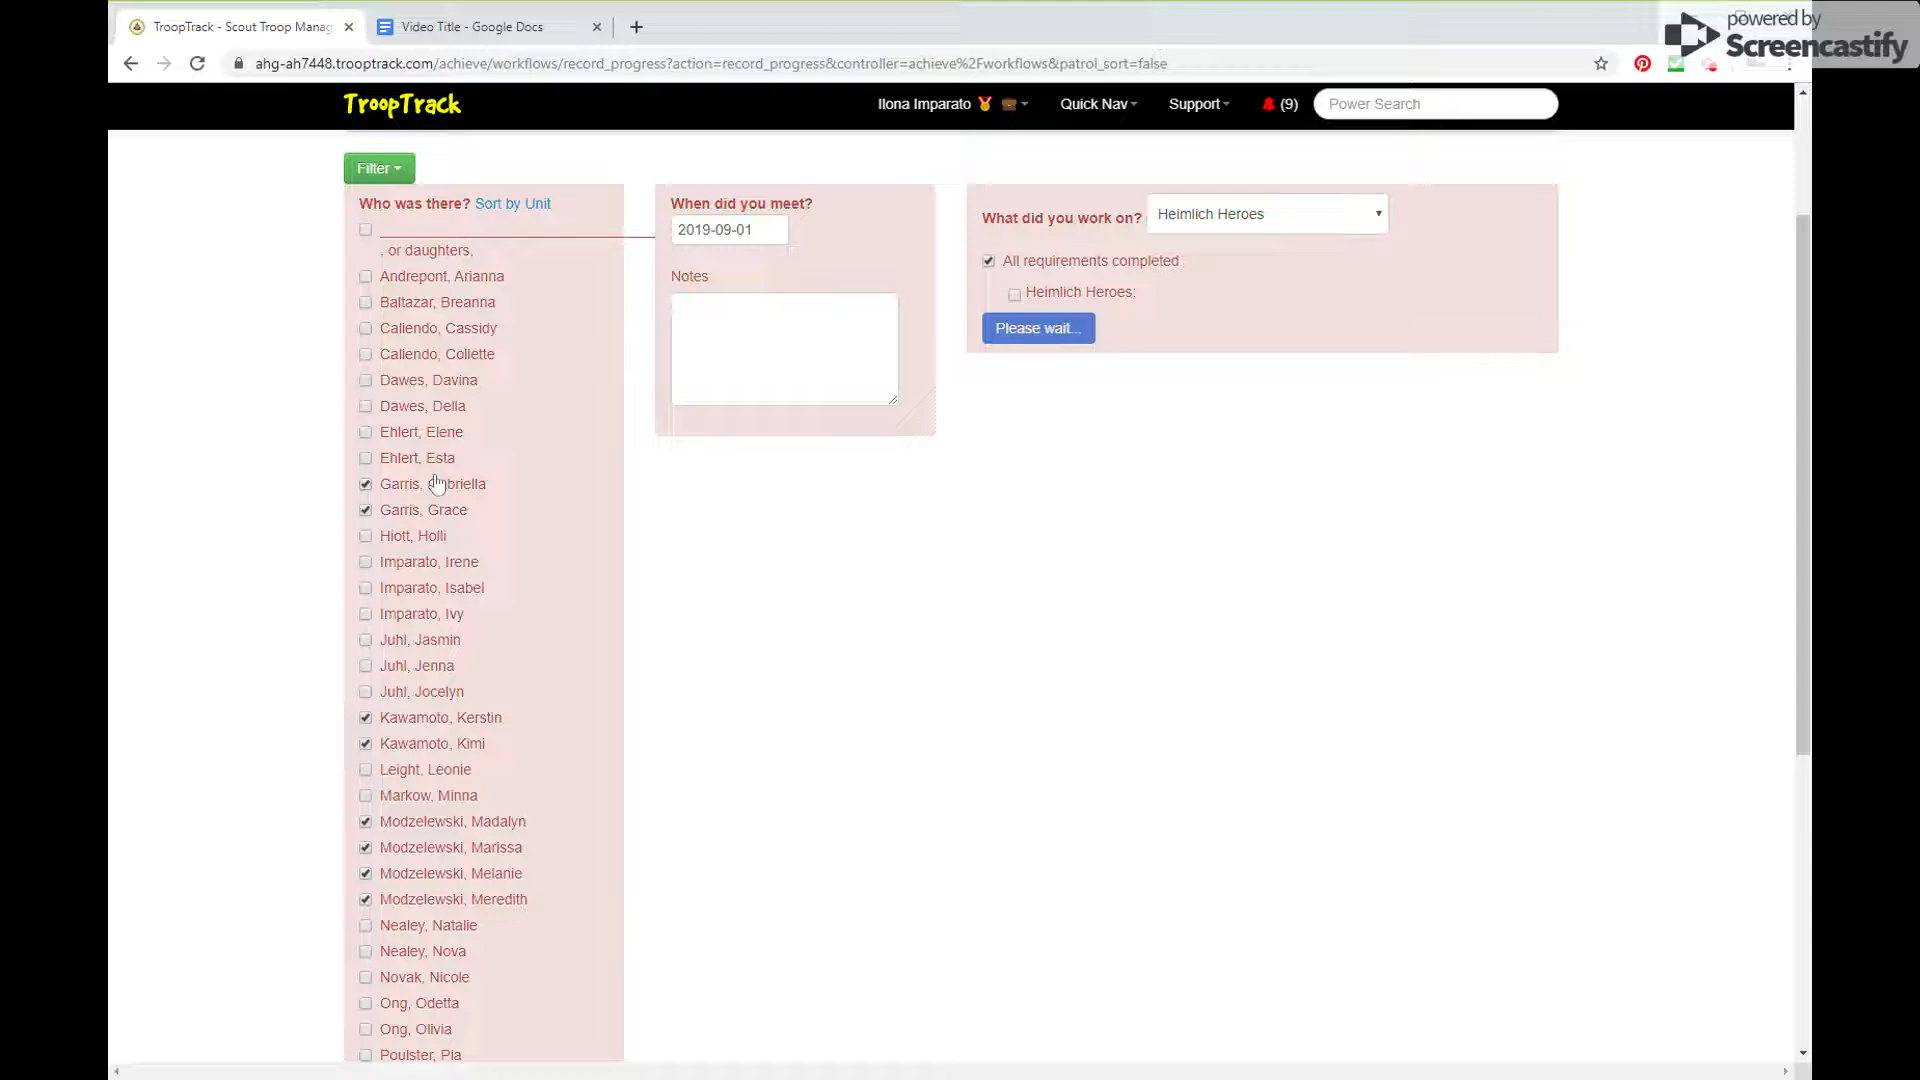 TroopTrack - Scout Troop Manag
Video Title - Google Docs
powered by
Screencastify
ahg-ah7448.trooptrack.com/achieve/workflows/record_progress?action=record_progress&controller=achieve%2Fworkflows&patrol_sort=false
TroopTrack
Ilona Imparato
Quick Nav
Support
(9)
Power Search
Filter
Who was there? Sort by Unit
, or daughters,
Andrepont, Arianna
Baltazar, Breanna
Caliendo, Cassidy
Caliendo, Collette
Dawes, Davina
Dawes, Della
Ehlert, Elene
Ehlert, Esta
Garris, briella
Garris, Grace
Hiott, Holli
Imparato, Irene
Imparato, Isabel
Imparato, Ivy
Juhl, Jasmin
Juhl, Jenna
Juhl, Jocelyn
Kawamoto, Kerstin
Kawamoto, Kimi
Leight, Leonie
Markow, Minna
Modzelewski, Madalyn
Modzelewski, Marissa
Modzelewski, Melanie
Modzelewski, Meredith
Nealey, Natalie
Nealey, Nova
Novak, Nicole
Ong, Odetta
Ong, Olivia
Poulster, Pia
When did you meet?
2019-09-01
Notes
What did you work on? Heimlich Heroes
All requirements completed
Heimlich Heroes:
Please wait...